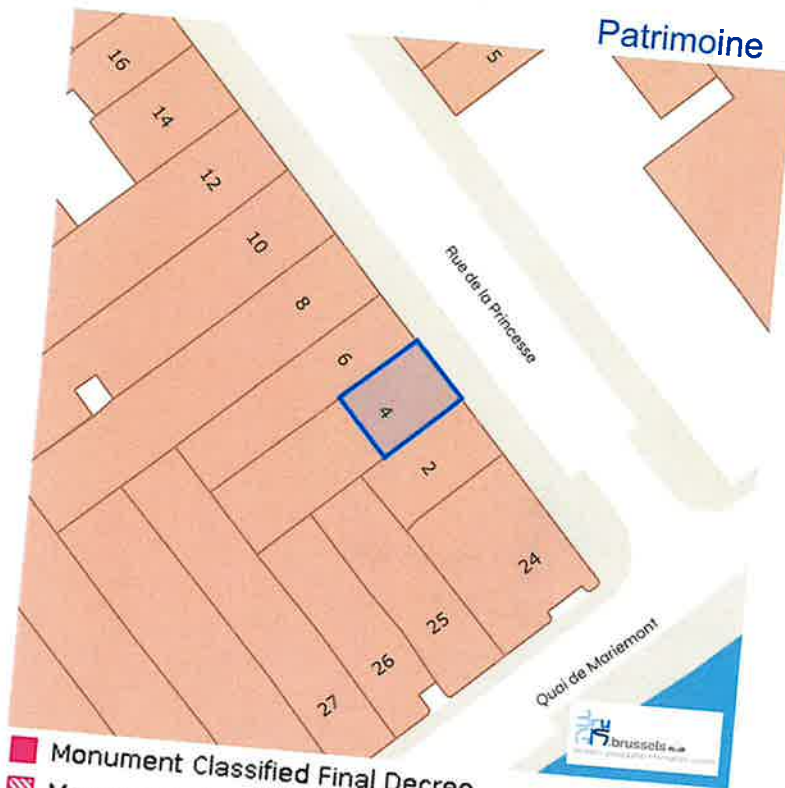 Patrimoine
16
5
14
12
10
Rue de la Princesse
8
6
4
2
24
25
Quai de Mariemont
26
27
.brussels
Monument Classified Final Decree